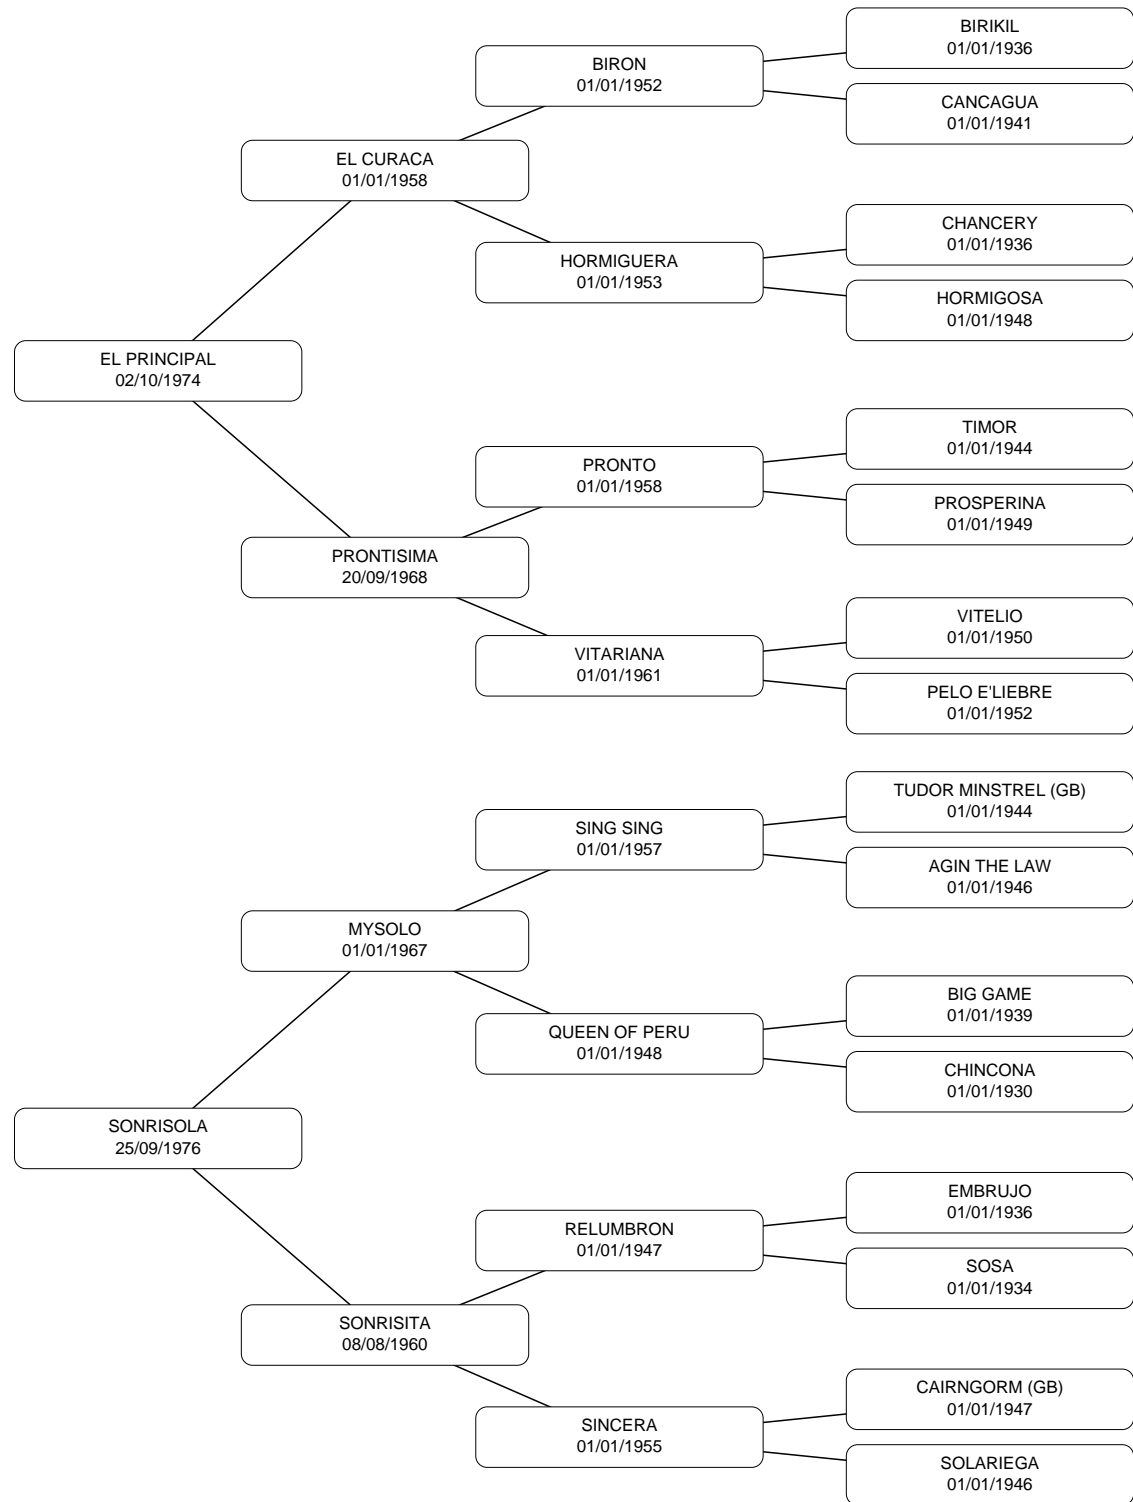 BIRIKIL
01/01/1936
BIRON
01/01/1952
CANCAGUA
01/01/1941
EL CURACA
01/01/1958
CHANCERY
01/01/1936
HORMIGUERA
01/01/1953
HORMIGOSA
01/01/1948
EL PRINCIPAL
02/10/1974
TIMOR
01/01/1944
PRONTO
01/01/1958
PROSPERINA
01/01/1949
PRONTISIMA
20/09/1968
VITELIO
01/01/1950
VITARIANA
01/01/1961
PELO E'LIEBRE
01/01/1952
TUDOR MINSTREL (GB)
01/01/1944
SING SING
01/01/1957
AGIN THE LAW
01/01/1946
MYSOLO
01/01/1967
BIG GAME
01/01/1939
QUEEN OF PERU
01/01/1948
CHINCONA
01/01/1930
SONRISOLA
25/09/1976
EMBRUJO
01/01/1936
RELUMBRON
01/01/1947
SOSA
01/01/1934
SONRISITA
08/08/1960
CAIRNGORM (GB)
01/01/1947
SINCERA
01/01/1955
SOLARIEGA
01/01/1946